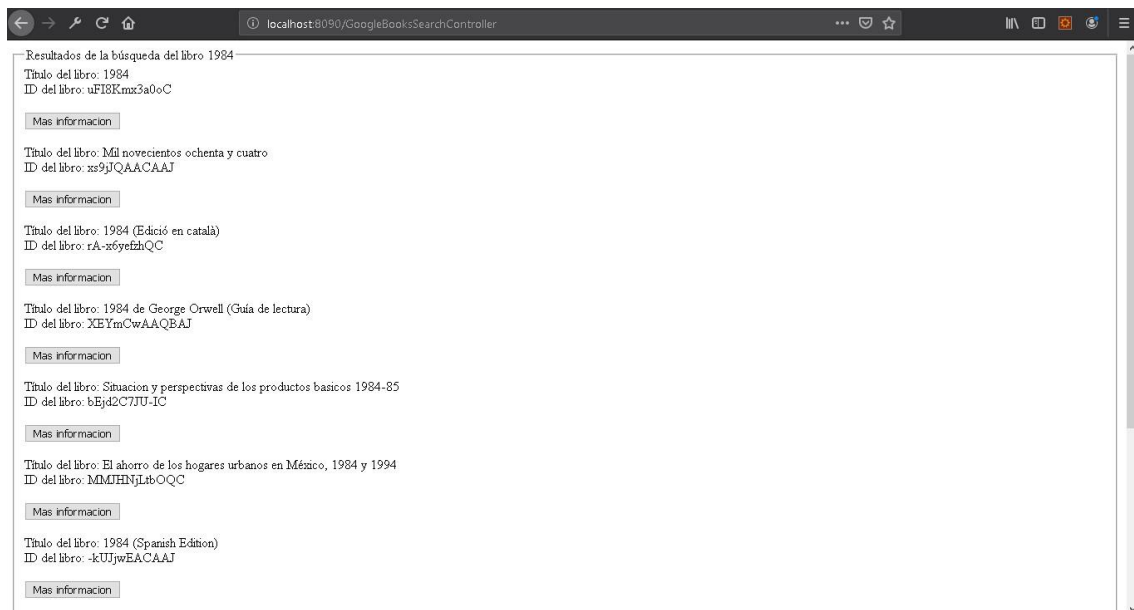 localhost:8090/GoogleBooksSearchController
Resultados de la búsqueda del libro 1984
Título del libro: 1984
ID del libro: uFI8Kmx3a0oC
Mas informacion
Título del libro: Mil novecientos ochenta y cuatro
ID del libro: xs9jJQAACAAJ
Mas informacion
Título del libro: 1984 (Edició en català)
ID del libro: rA-x6yefzhQC
Mas informacion
Título del libro: 1984 de George Orwell (Guía de lectura)
ID del libro: XEYmCwAAQBAJ
Mas informacion
Título del libro: Situacion y perspectivas de los productos basicos 1984-85
ID del libro: bEjd2C7JU-IC
Mas informacion
Título del libro: El ahorro de los hogares urbanos en México, 1984 y 1994
ID del libro: MMJHNjLtbOQC
Mas informacion
Título del libro: 1984 (Spanish Edition)
ID del libro: -kUJjwEACAAJ
Mas informacion